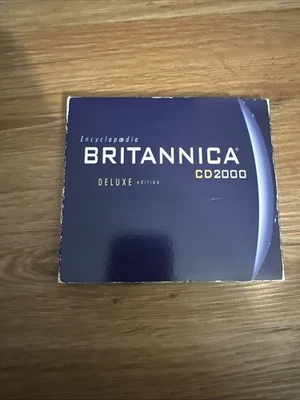 Encyclopædia
BRITANNICA®
CD2000
DELUXE edition